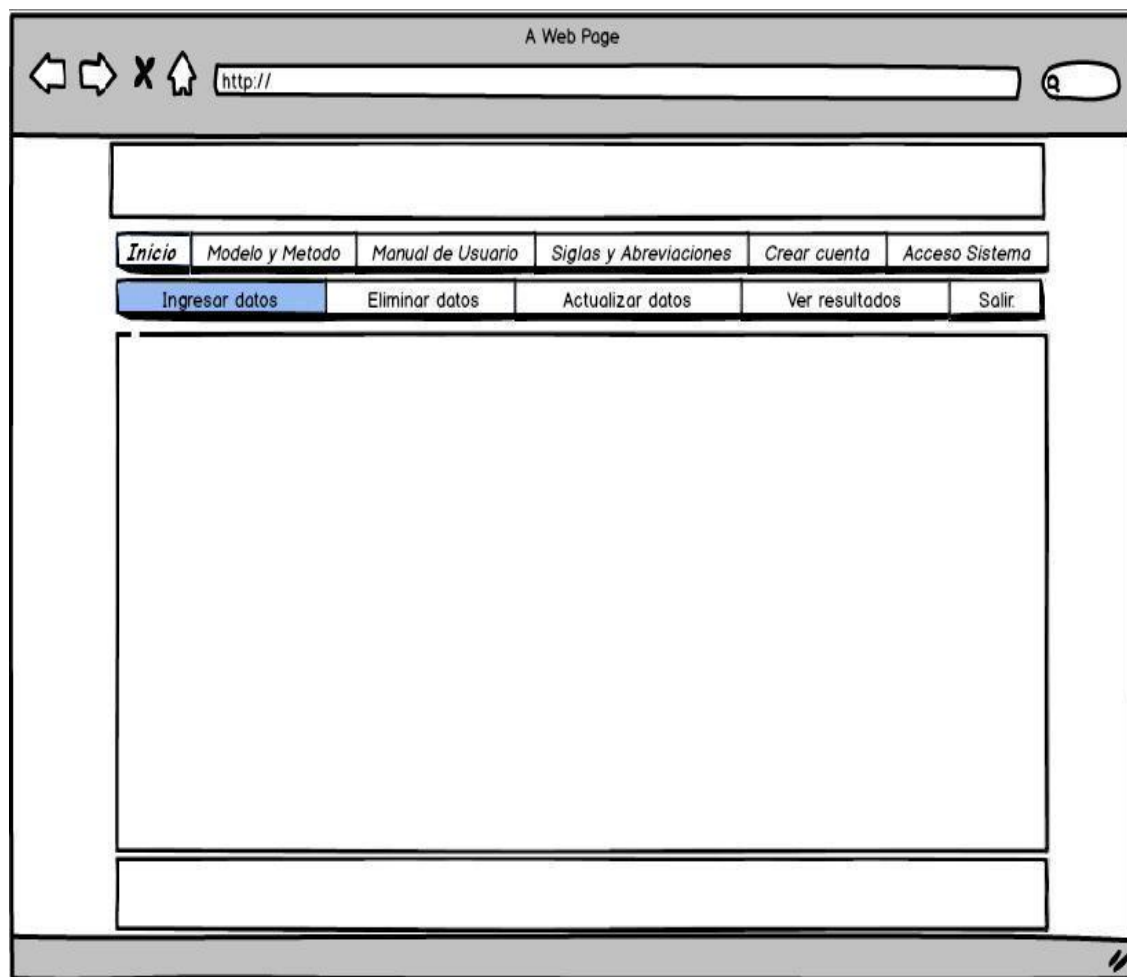 A Web Page
http://
Inicio Modelo y Metodo Manual de Usuario Siglas y Abreviaciones Crear cuenta Acceso Sistema
Ingresar datos Eliminar datos Actualizar datos Ver resultados Salir.